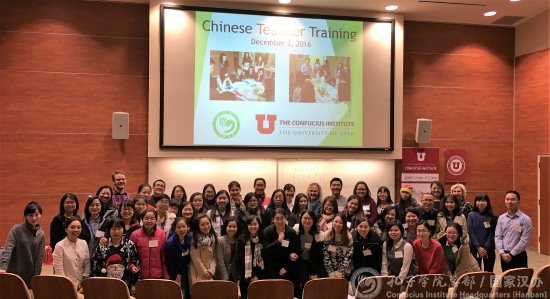 Chinese Teacher Training
December 3, 2016
THE CONFUCIUS INSTITUTE
THE UNIVERSITY OF UTAH
孔子学院总部/国家汉办
Confucius Institute Headquarters (Hanban)